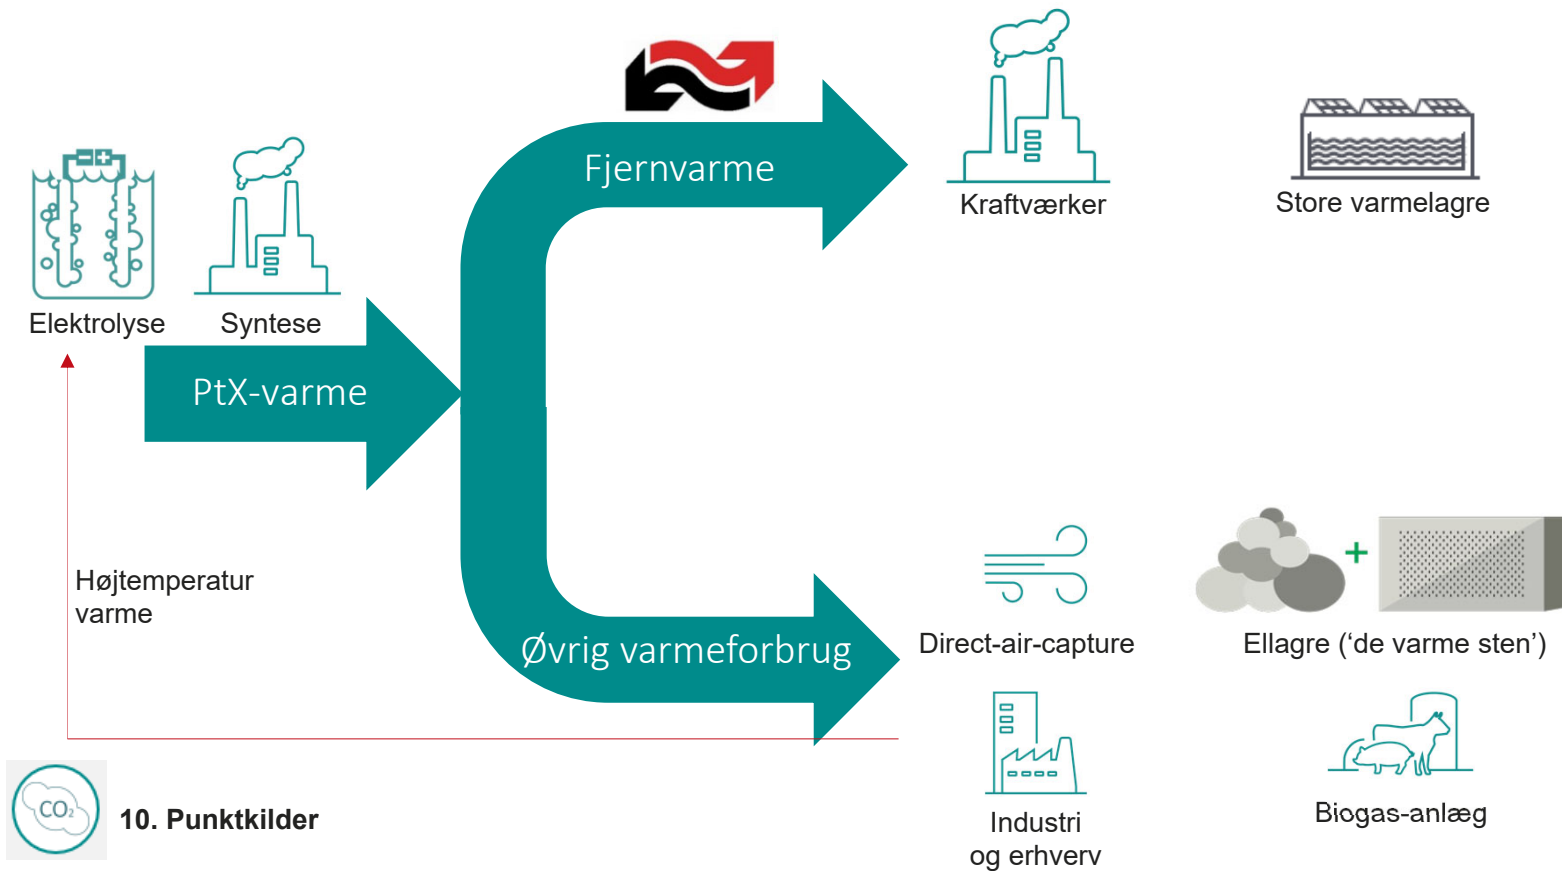 Fjernvarme
Kraftværker
Store varmelagre
Elektrolyse
Syntese
PtX-varme
Højtemperatur
varme
Øvrig varmeforbrug
Direct-air-capture
Ellagre (‘de varme sten’)
CO₂
10. Punktkilder
Industri
og erhverv
Biogas-anlæg